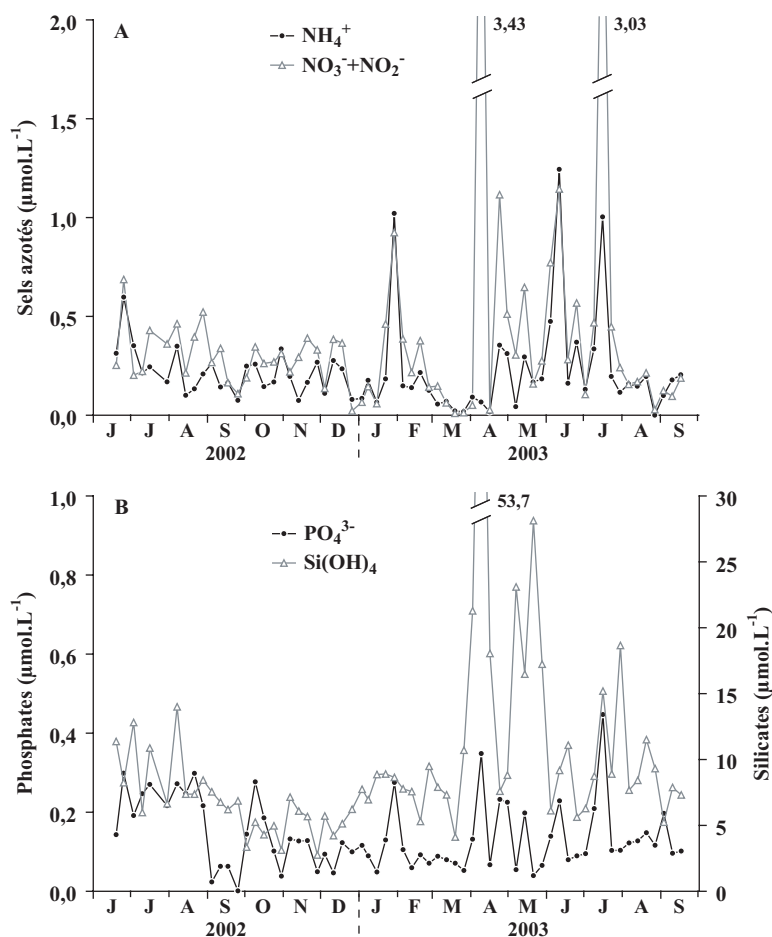 A
3,43
3,03
NH₄⁺
NO₃⁻+NO₂⁻
Sels azotés (µmol.L⁻¹)
2,0
1,5
1,0
0,5
0,0
J J A S O N D J F M A M J J A S
2002 2003
B
53,7
PO₄³⁻
Si(OH)₄
Phosphates (µmol.L⁻¹)
1,0
0,8
0,6
0,4
0,2
0,0
30
25
20
15
10
5
0
Silicates (µmol.L⁻¹)
J J A S O N D J F M A M J J A S
2002 2003